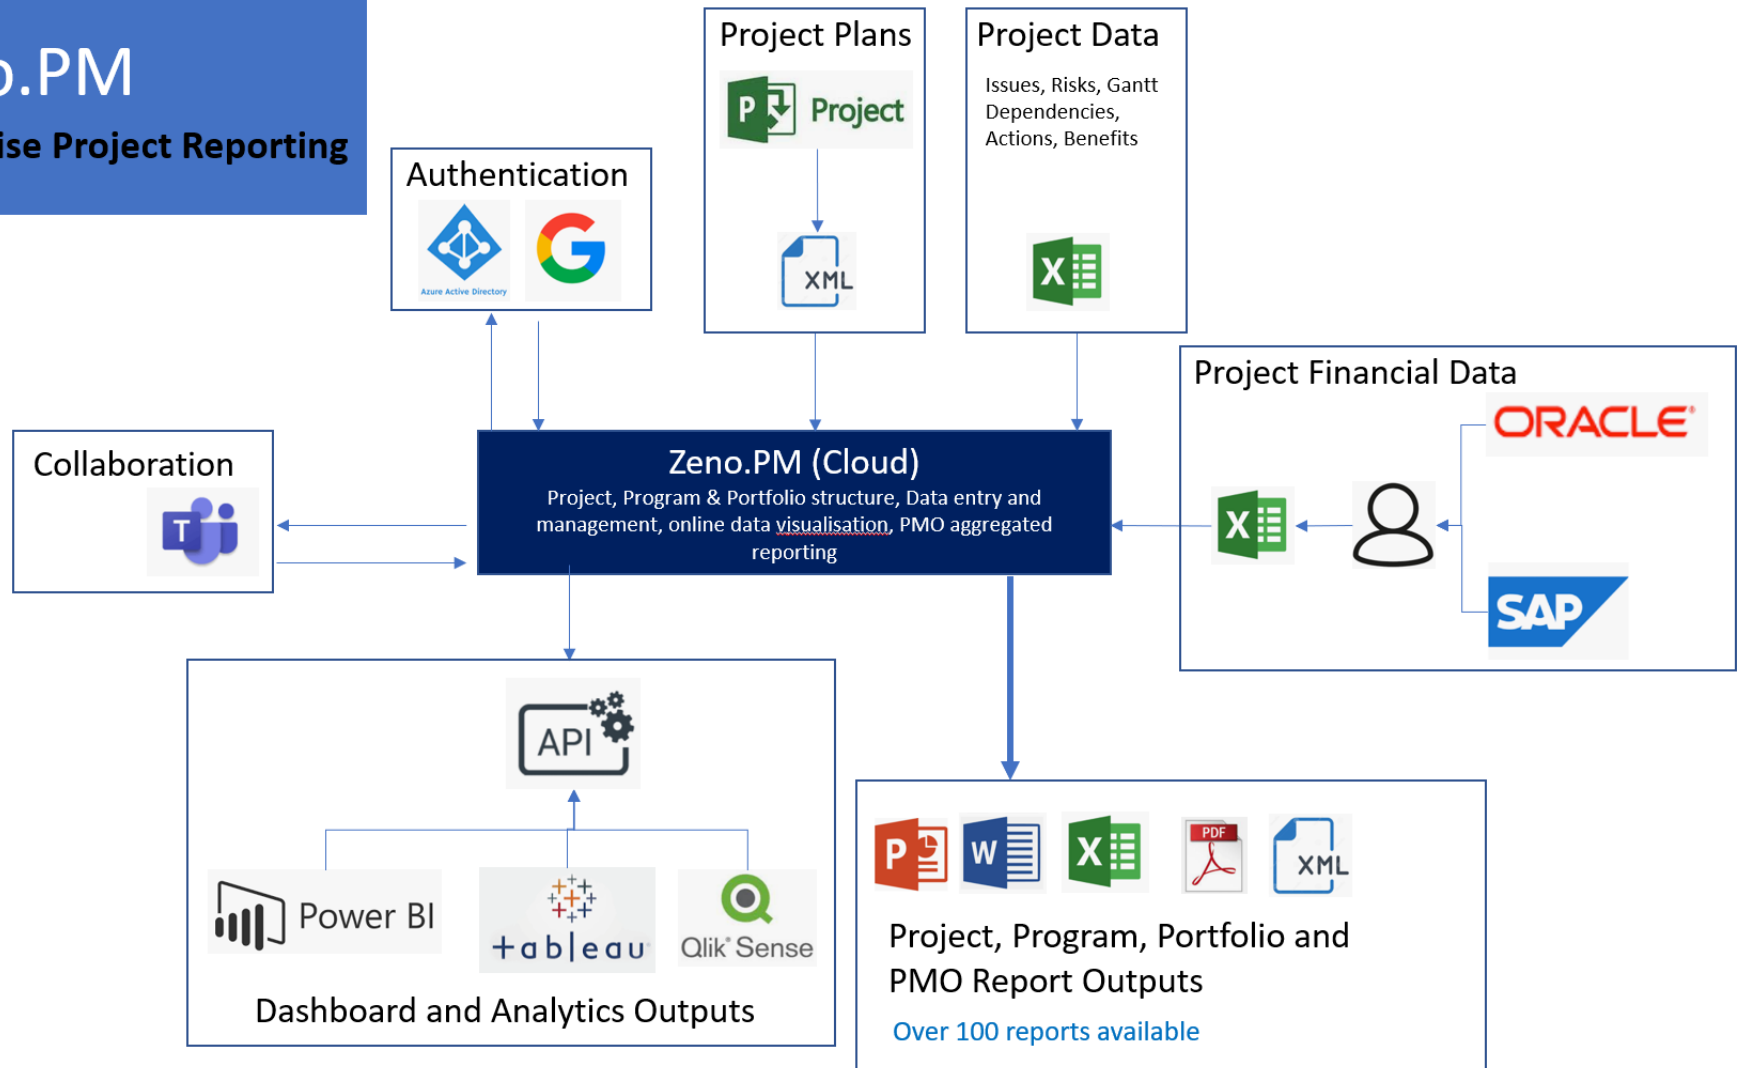 o.PM
ise Project Reporting
Project Plans
Project
XML
Project Data
Issues, Risks, Gantt
Dependencies,
Actions, Benefits
X
Authentication
Azure Active Directory
G
Project Financial Data
ORACLE®
X
SAP
Collaboration
T
Zeno.PM (Cloud)
Project, Program & Portfolio structure, Data entry and
management, online data visualisation, PMO aggregated
reporting
API
Power BI
+ableau
Qlik® Sense
Dashboard and Analytics Outputs
P
W
X
PDF
XML
Project, Program, Portfolio and
PMO Report Outputs
Over 100 reports available